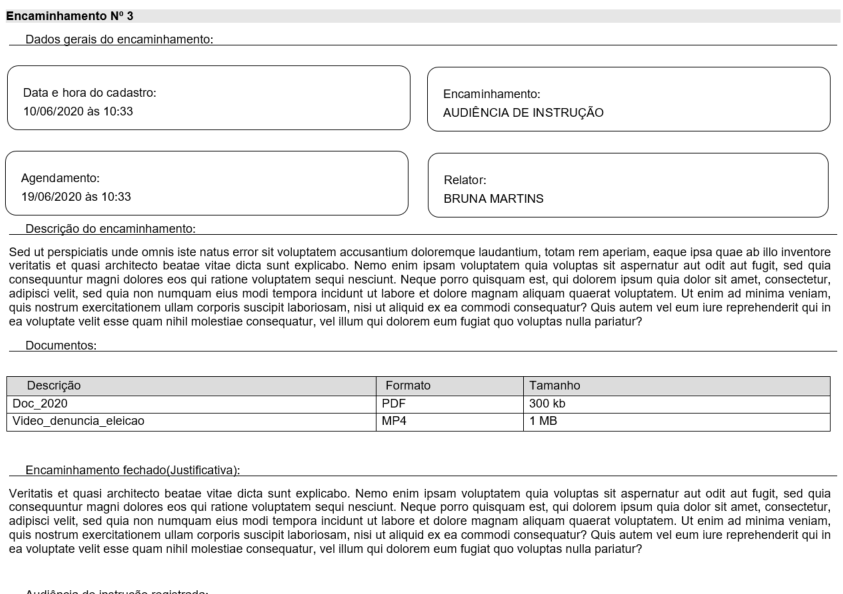 Encaminhamento Nº 3
Dados gerais do encaminhamento:
Data e hora do cadastro:
10/06/2020 às 10:33
Encaminhamento:
AUDIÊNCIA DE INSTRUÇÃO
Agendamento:
19/06/2020 às 10:33
Relator:
BRUNA MARTINS
Descrição do encaminhamento:
Sed ut perspiciatis unde omnis iste natus error sit voluptatem accusantium doloremque laudantium, totam rem aperiam, eaque ipsa quae ab illo inventore
veritatis et quasi architecto beatae vitae dicta sunt explicabo. Nemo enim ipsam voluptatem quia voluptas sit aspernatur aut odit aut fugit, sed quia
consequuntur magni dolores eos qui ratione voluptatem sequi nesciunt. Neque porro quisquam est, qui dolorem ipsum quia dolor sit amet, consectetur,
adipisci velit, sed quia non numquam eius modi tempora incidunt ut labore et dolore magnam aliquam quaerat voluptatem. Ut enim ad minima veniam,
quis nostrum exercitationem ullam corporis suscipit laboriosam, nisi ut aliquid ex ea commodi consequatur? Quis autem vel eum iure reprehenderit qui in
ea voluptate velit esse quam nihil molestiae consequatur, vel illum qui dolorem eum fugiat quo voluptas nulla pariatur?
Documentos:
Descrição Formato Tamanho
Doc_2020 PDF 300 kb
Video_denuncia_eleicao MP4 1 MB
Encaminhamento fechado(Justificativa):
Veritatis et quasi architecto beatae vitae dicta sunt explicabo. Nemo enim ipsam voluptatem quia voluptas sit aspernatur aut odit aut fugit, sed quia
consequuntur magni dolores eos qui ratione voluptatem sequi nesciunt. Neque porro quisquam est, qui dolorem ipsum quia dolor sit amet, consectetur,
adipisci velit, sed quia non numquam eius modi tempora incidunt ut labore et dolore magnam aliquam quaerat voluptatem. Ut enim ad minima veniam,
quis nostrum exercitationem ullam corporis suscipit laboriosam, nisi ut aliquid ex ea commodi consequatur? Quis autem vel eum iure reprehenderit qui in
ea voluptate velit esse quam nihil molestiae consequatur, vel illum qui dolorem eum fugiat quo voluptas nulla pariatur?
Audiência de instrução registrada: